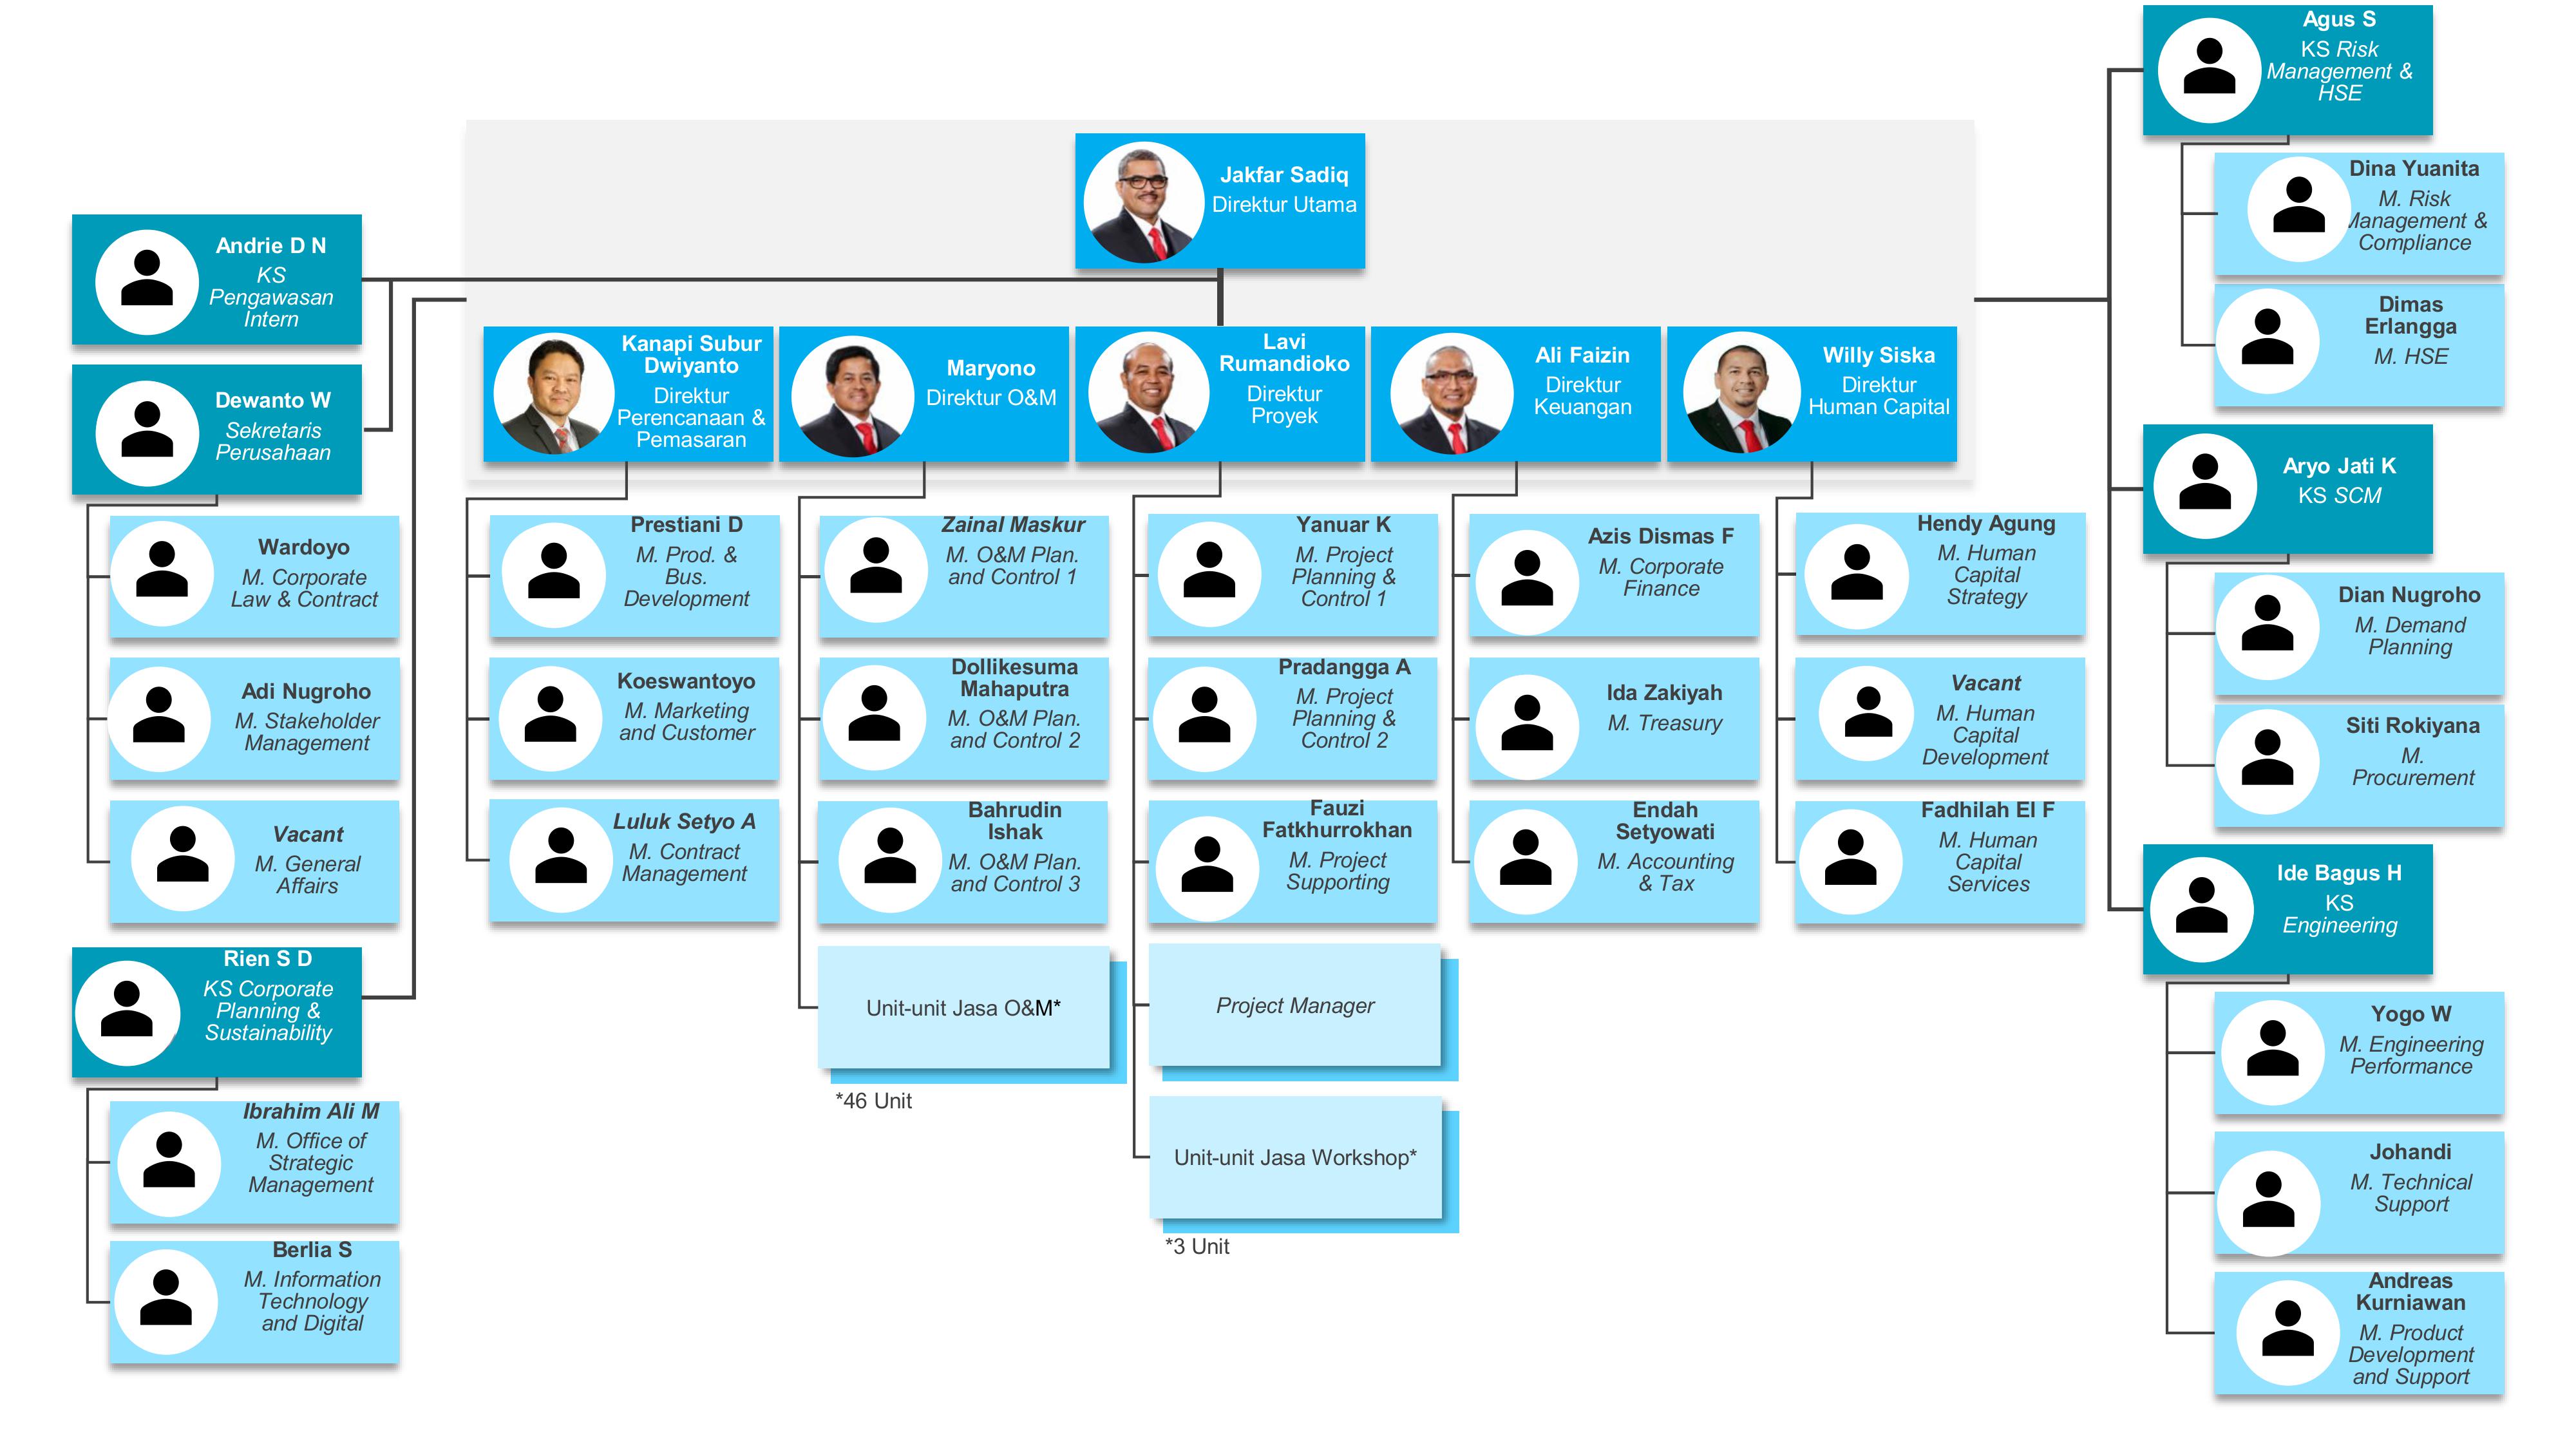 Jakfar Sadiq
Direktur Utama
Andrie D N
KS
Pengawasan
Intern
Dewanto W
Sekretaris
Perusahaan
Wardoyo
M. Corporate
Law & Contract
Adi Nugroho
M. Stakeholder
Management
Vacant
M. General
Affairs
Rien S D
KS Corporate
Planning &
Sustainability
Ibrahim Ali M
M. Office of
Strategic
Management
Berlia S
M. Information
Technology
and Digital
Kanapi Subur
Dwiyanto
Direktur
Perencanaan &
Pemasaran
Prestiani D
M. Prod. &
Bus.
Development
Koeswantoyo
M. Marketing
and Customer
Luluk Setyo A
M. Contract
Management
Maryono
Direktur O&M
Zainal Maskur
M. O&M Plan.
and Control 1
Dollikesuma
Mahaputra
M. O&M Plan.
and Control 2
Bahrudin
Ishak
M. O&M Plan.
and Control 3
Unit-unit Jasa O&M*
*46 Unit
Lavi
Rumandioko
Direktur
Proyek
Yanuar K
M. Project
Planning &
Control 1
Pradangga A
M. Project
Planning &
Control 2
Fauzi
Fatkhurrokhan
M. Project
Supporting
Project Manager
Unit-unit Jasa Workshop*
*3 Unit
Ali Faizin
Direktur
Keuangan
Azis Dismas F
M. Corporate
Finance
Ida Zakiyah
M. Treasury
Endah
Setyowati
M. Accounting
& Tax
Willy Siska
Direktur
Human Capital
Hendy Agung
M. Human
Capital
Strategy
Vacant
M. Human
Capital
Development
Fadhilah El F
M. Human
Capital
Services
Agus S
KS Risk
Management &
HSE
Dina Yuanita
M. Risk
Management &
Compliance
Dimas
Erlangga
M. HSE
Aryo Jati K
KS SCM
Dian Nugroho
M. Demand
Planning
Siti Rokiyana
M.
Procurement
Ide Bagus H
KS
Engineering
Yogo W
M. Engineering
Performance
Johandi
M. Technical
Support
Andreas
Kurniawan
M. Product
Development
and Support